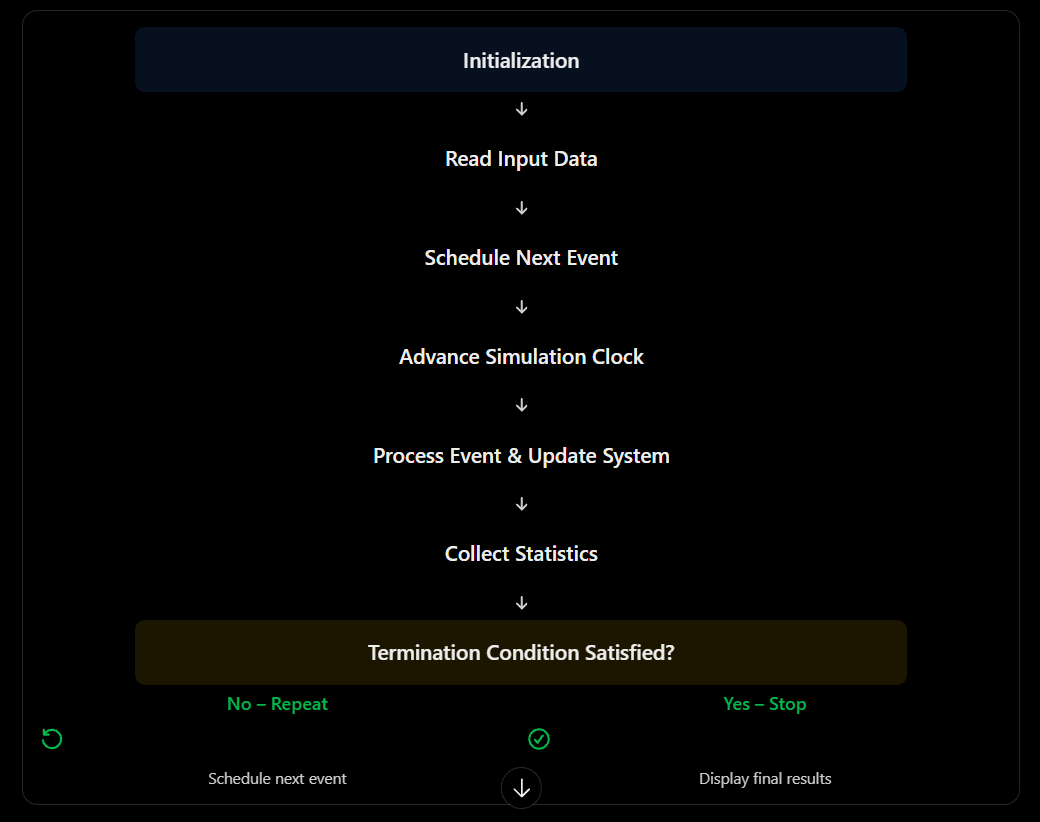 Initialization
Read Input Data
Schedule Next Event
Advance Simulation Clock
Process Event & Update System
Collect Statistics
Termination Condition Satisfied?
No – Repeat
Yes – Stop
Schedule next event
Display final results